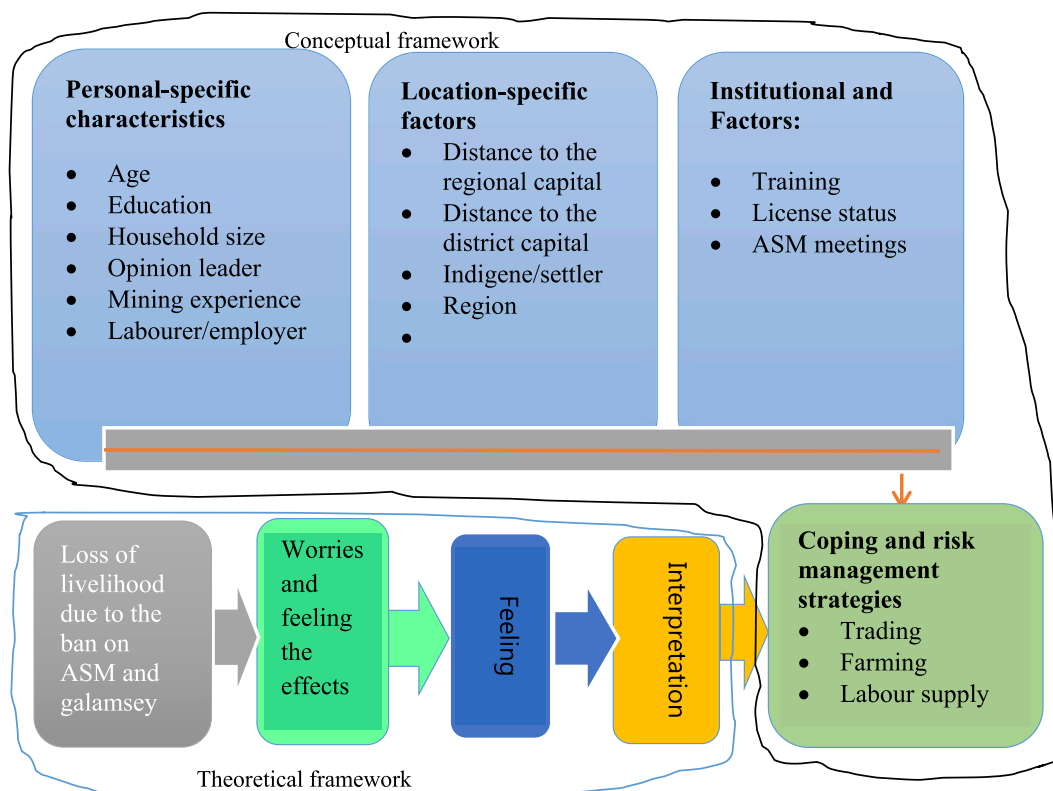 Conceptual framework
Personal-specific
characteristics
• Age
• Education
• Household size
• Opinion leader
• Mining experience
• Labourer/employer
Location-specific
factors
• Distance to the
regional capital
• Distance to the
district capital
• Indigene/settler
• Region
•
Institutional and
Factors:
• Training
• License status
• ASM meetings
Loss of
livelihood
due to the
ban on
ASM and
galamsey
Worries
and
feeling
the
effects
Feeling
Interpretation
Coping and risk
management
strategies
• Trading
• Farming
• Labour supply
Theoretical framework